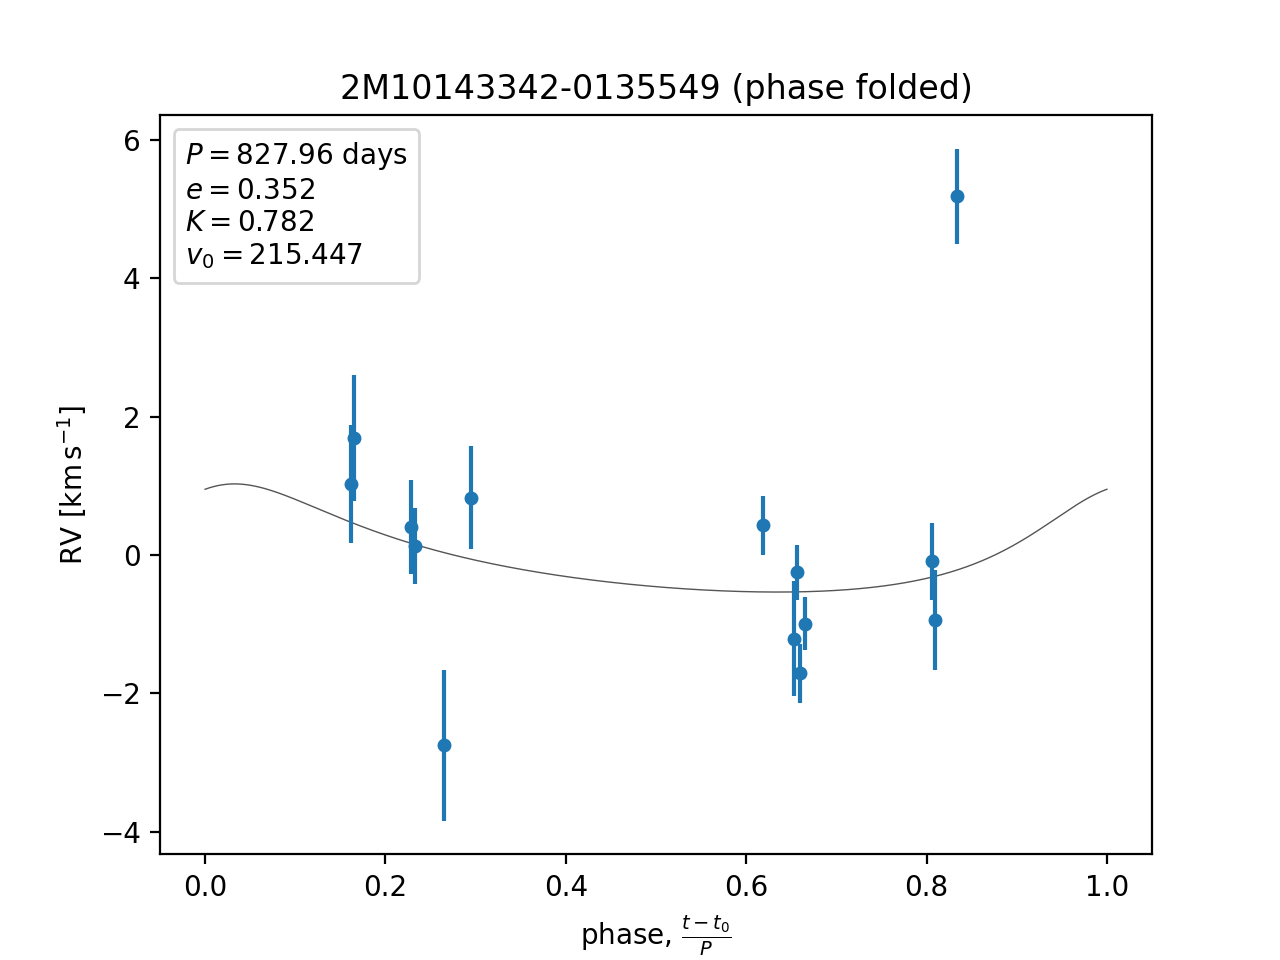 2M10143342-0135549 (phase folded)
P = 827.96 days
e = 0.352
K = 0.782
v₀ = 215.447
6
4
2
0
−2
−4
RV [km s⁻¹]
0.0 0.2 0.4 0.6 0.8 1.0
phase, (t − t₀)/P